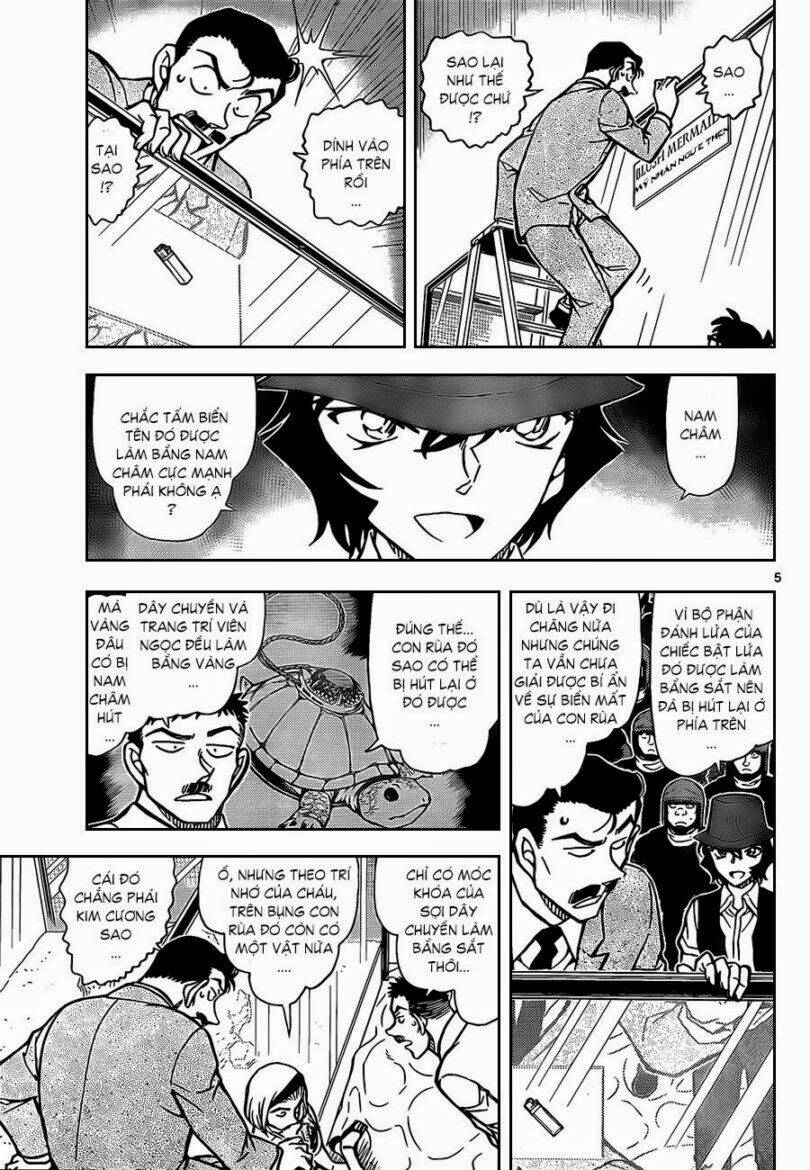 SAO
...
SAO LẠI
NHƯ THẾ
ĐƯỢC CHỨ
!?
BLUSH MERMAID
MỸ NHÂN NGƯ E THẸN
DÍNH VÀO
PHÍA TRÊN
RỒI
...
TẠI
SAO !?
NAM
CHÂM
...
CHẮC TẤM BIỂN
TÊN ĐÓ ĐƯỢC
LÀM BẰNG NAM
CHÂM CỰC MẠNH
PHẢI KHÔNG Ạ
?
5
VÌ BỘ PHẬN
ĐÁNH LỬA CỦA
CHIẾC BẬT LỬA
ĐÓ ĐƯỢC LÀM
BẰNG SẮT NÊN
ĐÃ BỊ HÚT LẠI Ở
PHÍA TRÊN
...
DÙ LÀ VẬY ĐI
CHĂNG NỮA
NHƯNG CHÚNG
TA VẪN CHƯA
GIẢI ĐƯỢC BÍ ẨN
VỀ SỰ BIẾN MẤT
CỦA CON RÙA
...
ĐÚNG THẾ...
CON RÙA ĐÓ
SAO CÓ THỂ
BỊ HÚT LẠI Ở
ĐÓ ĐƯỢC
...
DÂY CHUYỀN VÀ
TRANG TRÍ VIÊN
NGỌC ĐỀU LÀM
BẰNG VÀNG
...
MÀ
VÀNG
ĐÂU
CÓ BỊ
NAM
CHÂM
HÚT
...
CHỈ CÓ MÓC
KHÓA CỦA
SỢI DÂY
CHUYỀN LÀM
BẰNG SẮT
THÔI...
Ồ, NHƯNG THEO TRÍ
NHỚ CỦA CHÁU,
TRÊN BỤNG CON
RÙA ĐÓ CÒN CÓ
MỘT VẬT NỮA
....
CÁI ĐÓ
CHẲNG PHẢI
KIM CƯƠNG
SAO
...